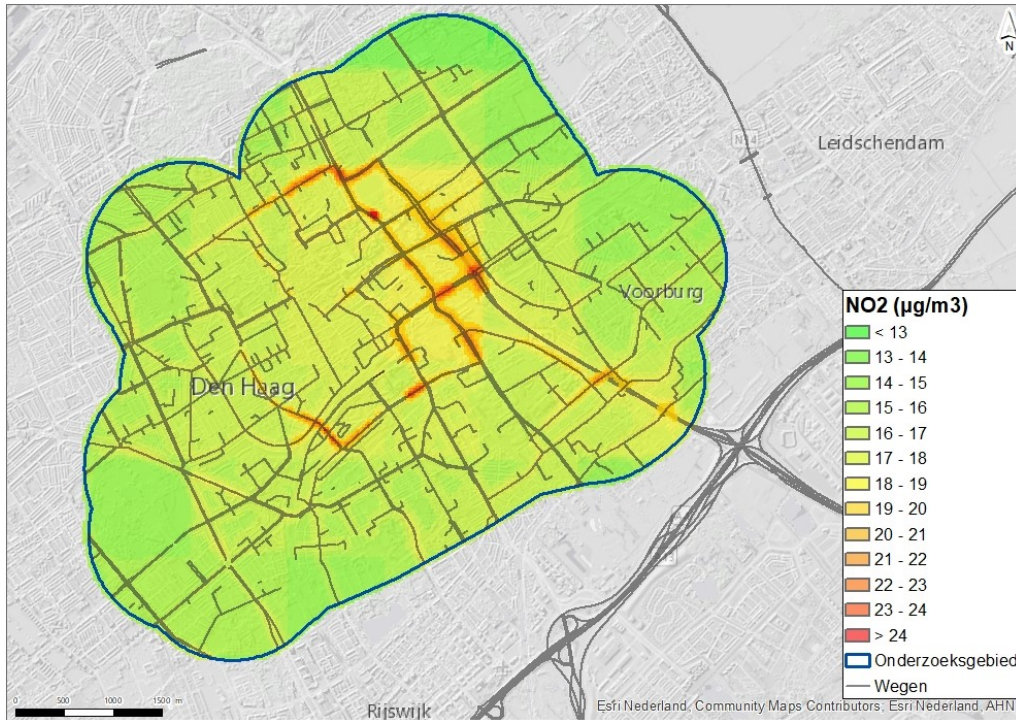 N
Leidschendam
Voorburg
Den Haag
Rijswijk
NO2 (µg/m3)
< 13
13 - 14
14 - 15
15 - 16
16 - 17
17 - 18
18 - 19
19 - 20
20 - 21
21 - 22
22 - 23
23 - 24
> 24
Onderzoeksgebied
Wegen
0 500 1000 1500 m
Esri Nederland, Community Maps Contributors, Esri Nederland, AHN